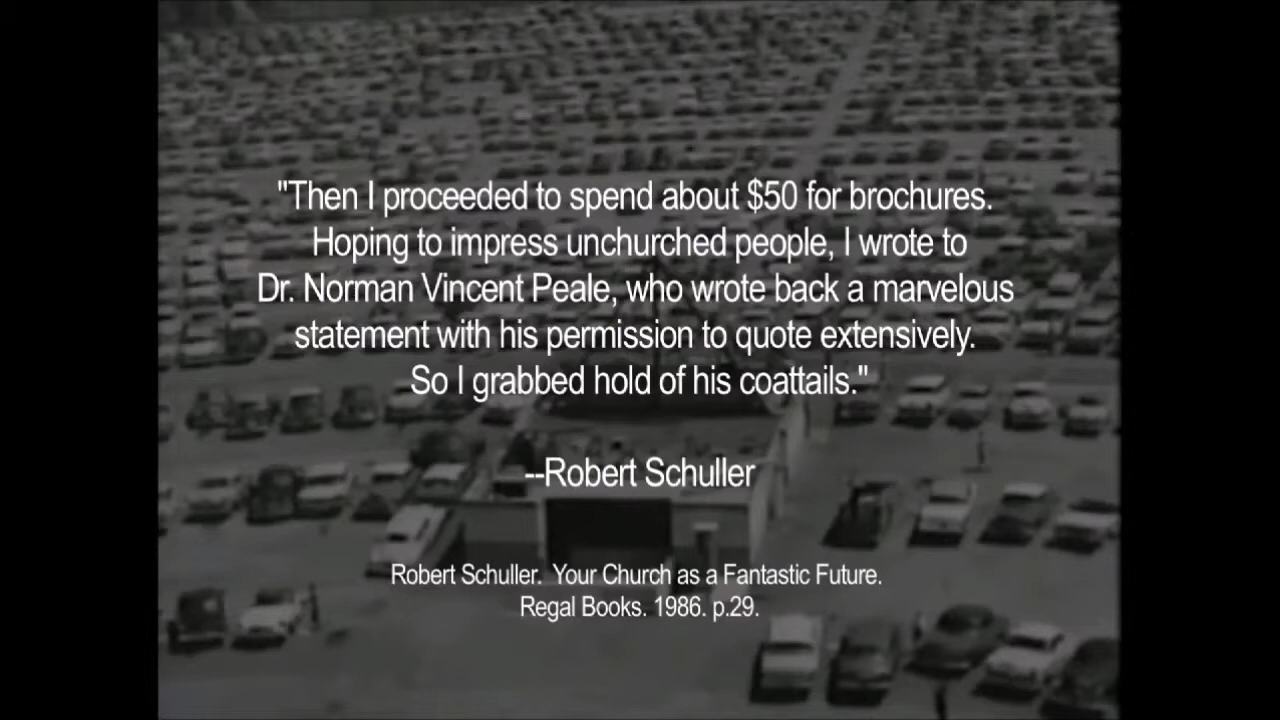 "Then I proceeded to spend about $50 for brochures.
Hoping to impress unchurched people, I wrote to
Dr. Norman Vincent Peale, who wrote back a marvelous
statement with his permission to quote extensively.
So I grabbed hold of his coattails."
--Robert Schuller
Robert Schuller.  Your Church as a Fantastic Future.
Regal Books. 1986. p.29.